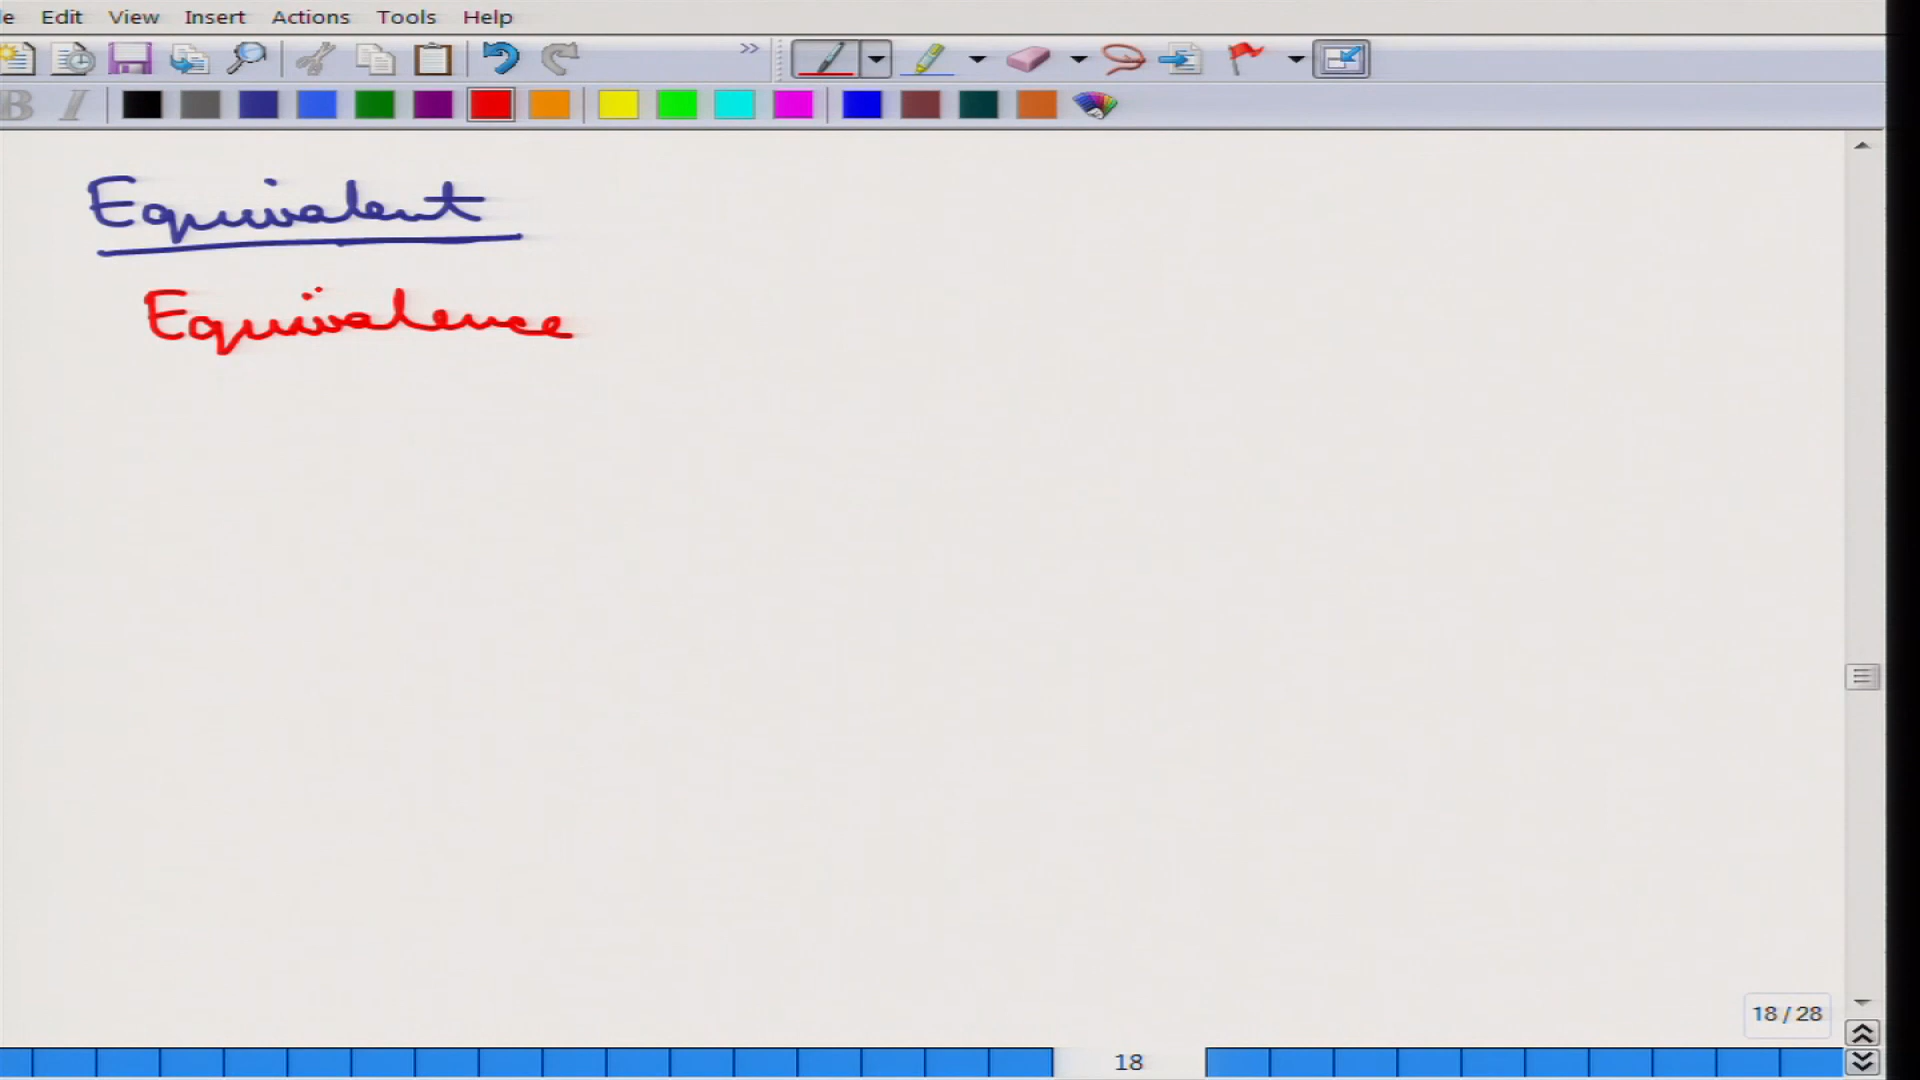 Edit View Insert Actions Tools Help
Equivalent
Equivalence
18 / 28
18